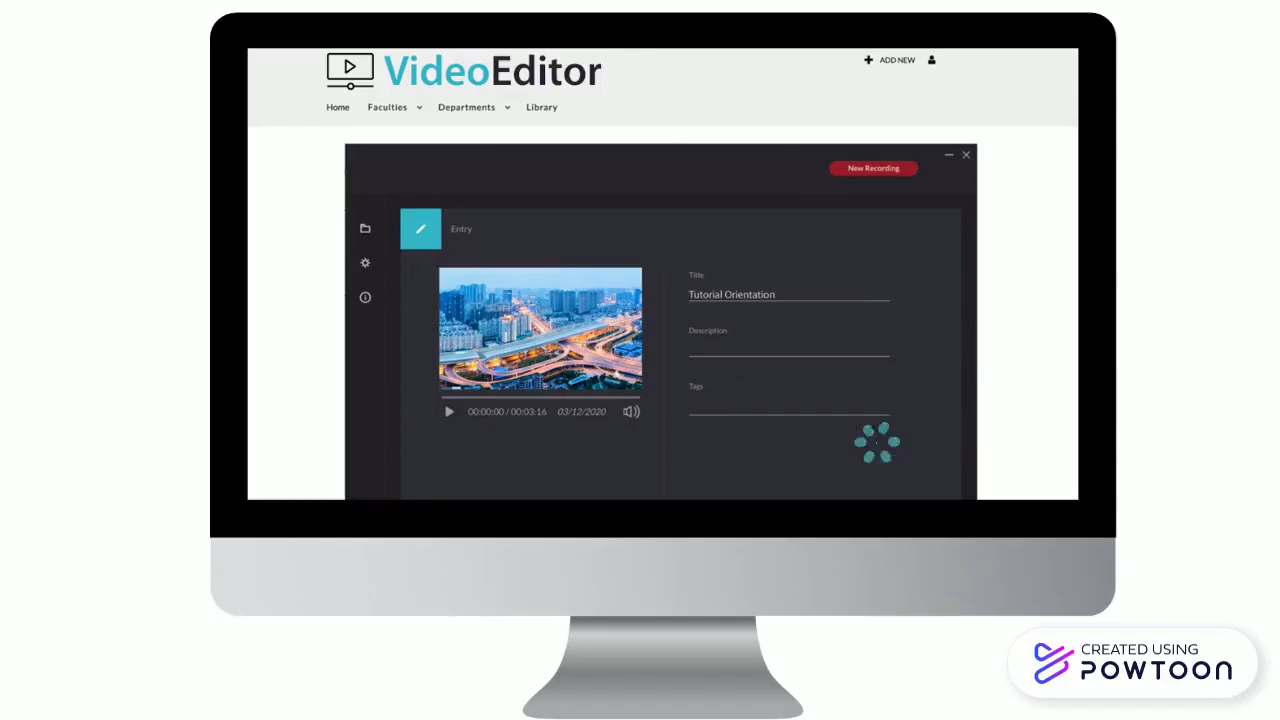 VideoEditor
ADD NEW
Home Faculties Departments Library
New Recording
Entry
Title
Tutorial Orientation
Description
Tags
00:00:00 / 00:03:16 03/12/2020
CREATED USING
POWTOON